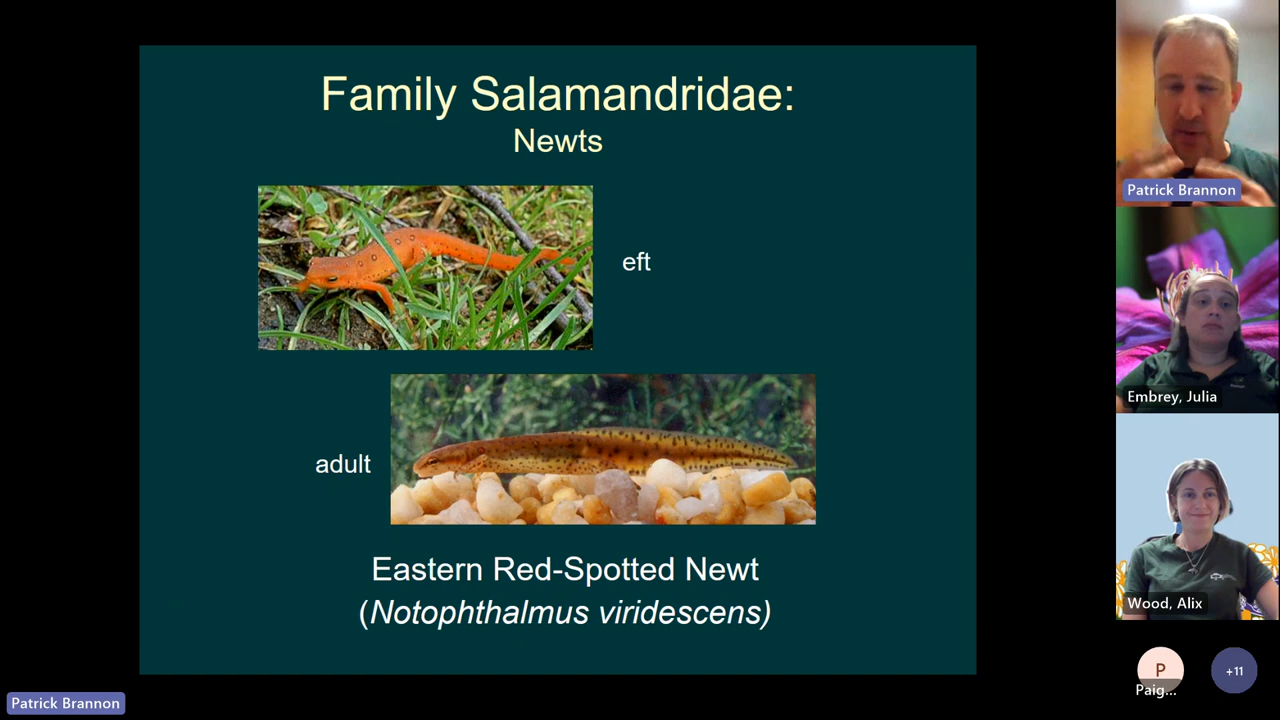 Family Salamandridae:
Newts
eft
adult
Eastern Red-Spotted Newt
(Notophthalmus viridescens)
Patrick Brannon
Embrey, Julia
Wood, Alix
P
Paig...
+11
Patrick Brannon